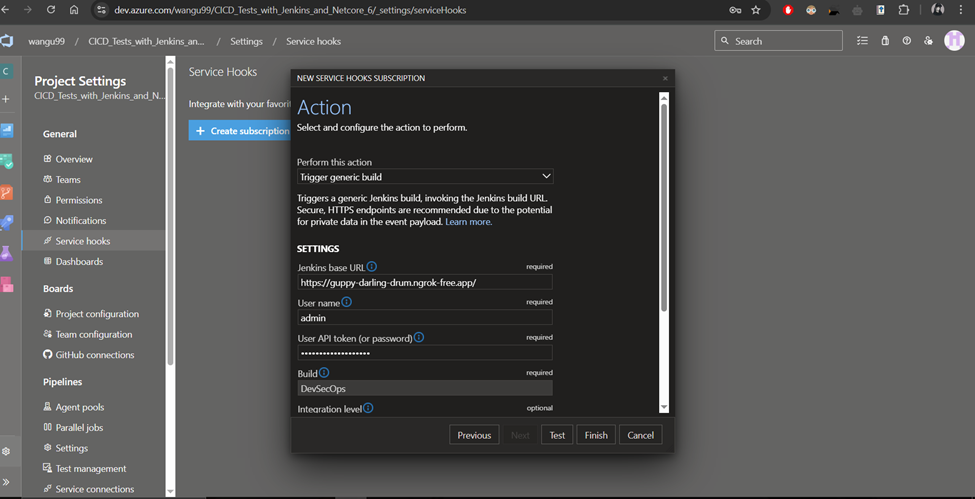 dev.azure.com/wangu99/CICD_Tests_with_Jenkins_and_Netcore_6/_settings/serviceHooks
wangu99 / CICD_Tests_with_Jenkins_an... / Settings / Service hooks
Search
C
Project Settings
CICD_Tests_with_Jenkins_and_N...
General
Overview
Teams
Permissions
Notifications
Service hooks
Dashboards
Boards
Project configuration
Team configuration
GitHub connections
Pipelines
Agent pools
Parallel jobs
Settings
Test management
Service connections
Service Hooks
Integrate with your favorit
+ Create subscription
NEW SERVICE HOOKS SUBSCRIPTION
Action
Select and configure the action to perform.
Perform this action
Trigger generic build
Triggers a generic Jenkins build, invoking the Jenkins build URL.
Secure, HTTPS endpoints are recommended due to the potential
for private data in the event payload. Learn more.
SETTINGS
Jenkins base URL required
https://guppy-darling-drum.ngrok-free.app/
User name required
admin
User API token (or password) required
Build required
DevSecOps
Integration level optional
Previous Next Test Finish Cancel